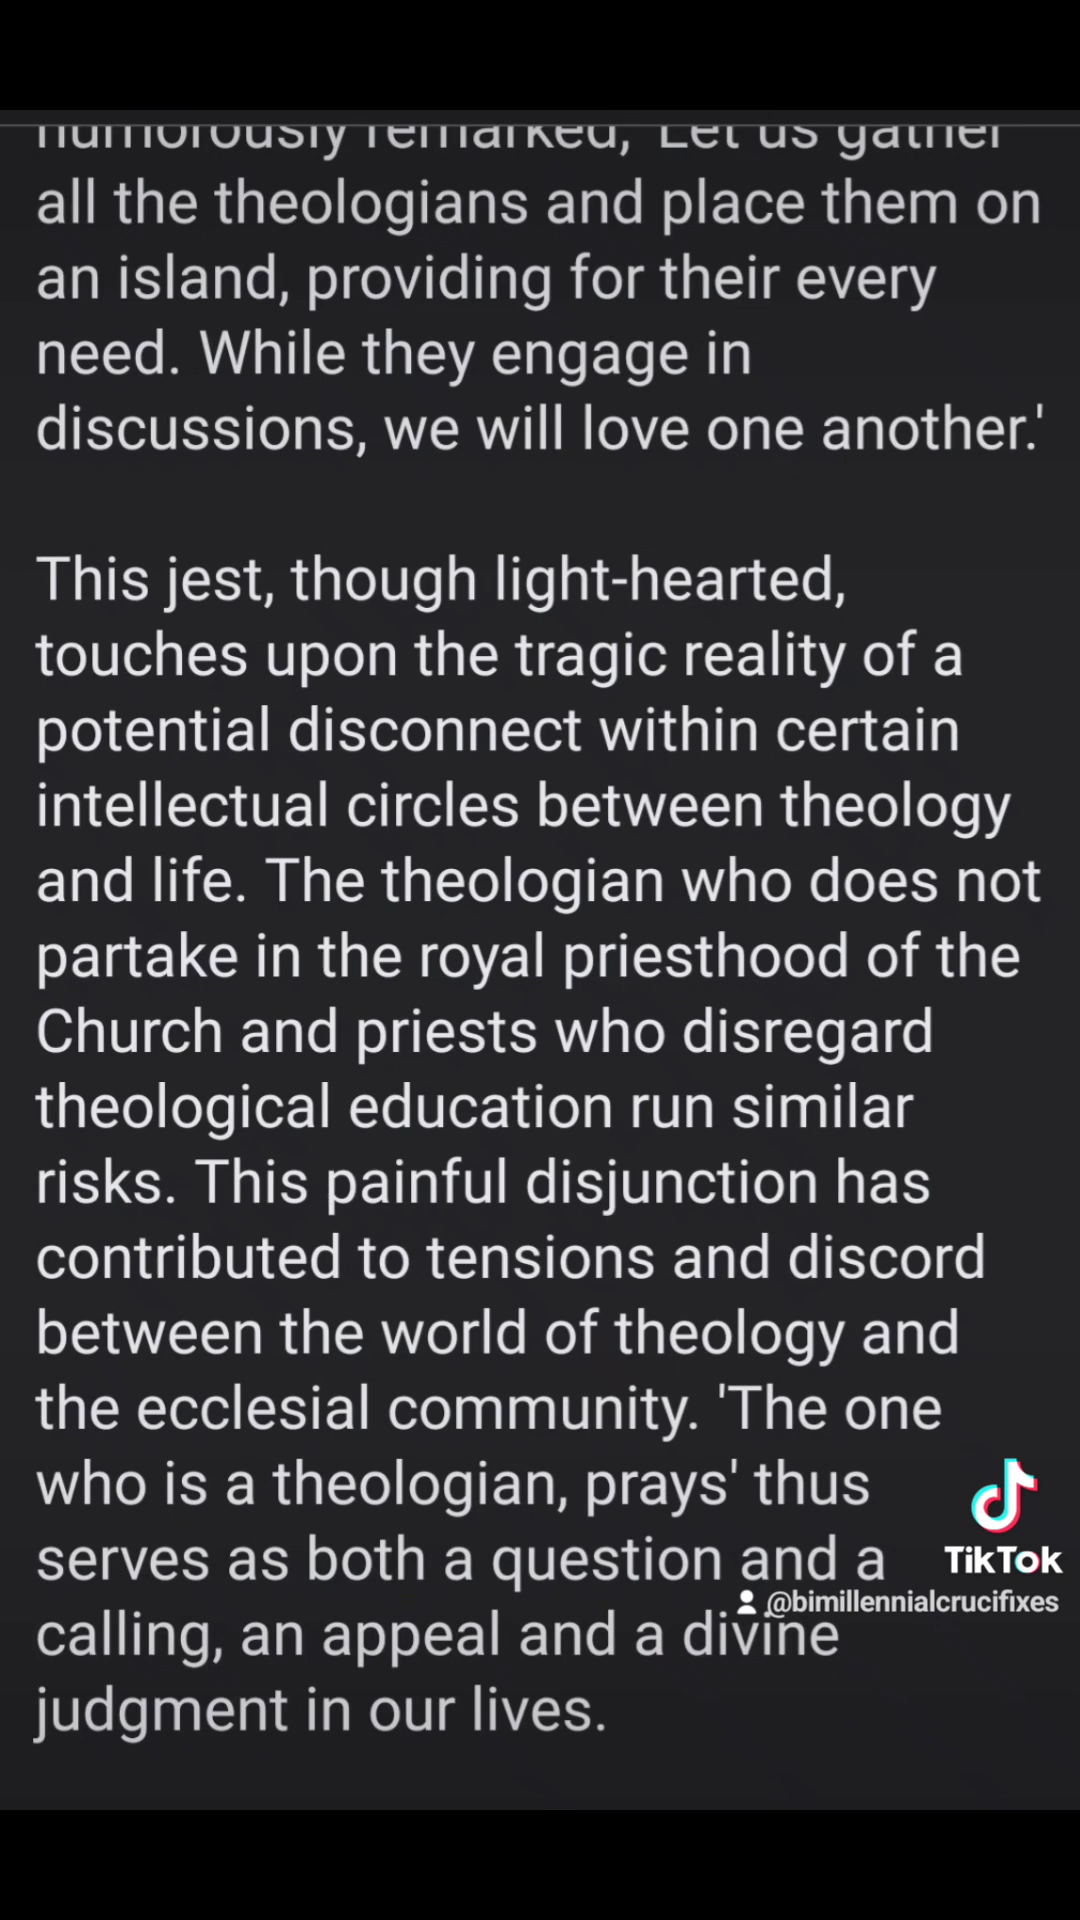 humorously remarked, 'Let us gather
all the theologians and place them on
an island, providing for their every
need. While they engage in
discussions, we will love one another.'
This jest, though light-hearted,
touches upon the tragic reality of a
potential disconnect within certain
intellectual circles between theology
and life. The theologian who does not
partake in the royal priesthood of the
Church and priests who disregard
theological education run similar
risks. This painful disjunction has
contributed to tensions and discord
between the world of theology and
the ecclesial community. 'The one
who is a theologian, prays' thus
serves as both a question and a
calling, an appeal and a divine
judgment in our lives.
TikTok
@bimillennialcrucifixes